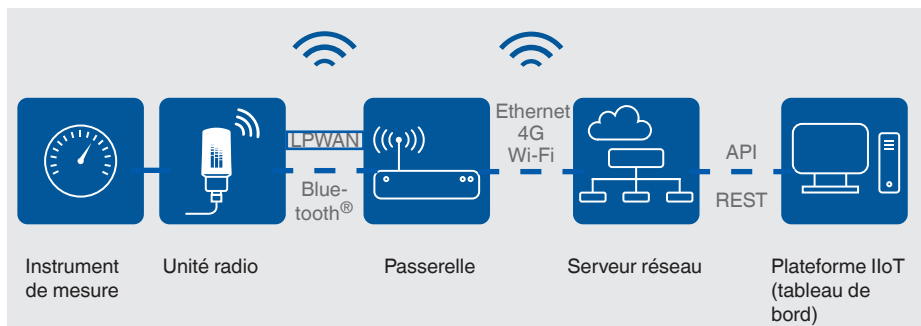 Ethernet
4G
Wi-Fi
LPWAN
API
Blue-
tooth®
REST
Instrument
de mesure
Unité radio
Passerelle
Serveur réseau
Plateforme IIoT
(tableau de
bord)